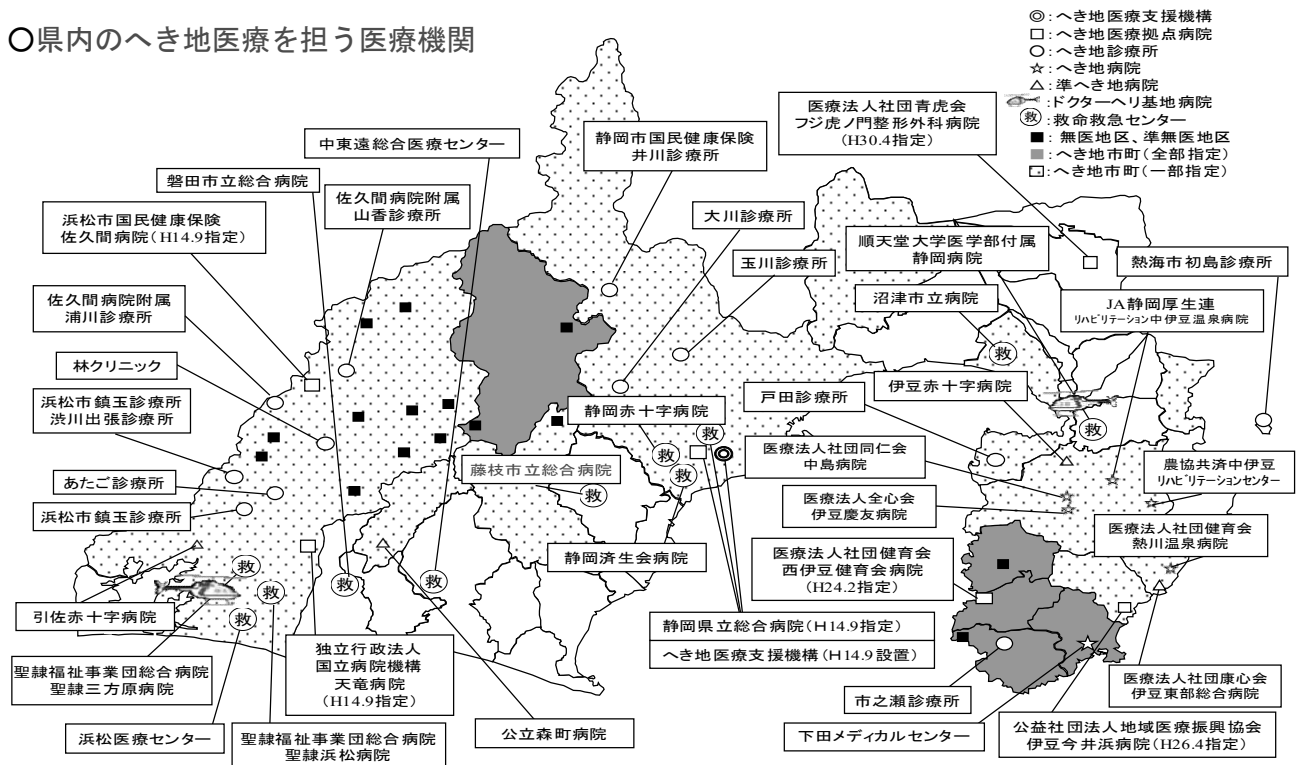 〇県内のへき地医療を担う医療機関
◎：へき地医療支援機構
□：へき地医療拠点病院
○：へき地診療所
☆：へき地病院
△：準へき地病院
：ドクターヘリ基地病院
救：救命救急センター
■：無医地区、準無医地区
■：へき地市町（全部指定）
□：へき地市町（一部指定）
医療法人社団青虎会
フジ虎ノ門整形外科病院
(H30.4指定)
静岡市国民健康保険
井川診療所
中東遠総合医療センター
磐田市立総合病院
佐久間病院附属
山香診療所
浜松市国民健康保険
佐久間病院(H14.9指定)
大川診療所
順天堂大学医学部付属
静岡病院
熱海市初島診療所
玉川診療所
沼津市立病院
JA静岡厚生連
リハビリテーション中伊豆温泉病院
佐久間病院附属
浦川診療所
林クリニック
伊豆赤十字病院
浜松市鎮玉診療所
渋川出張診療所
戸田診療所
静岡赤十字病院
医療法人社団同仁会
中島病院
藤枝市立総合病院
農協共済中伊豆
リハビリテーションセンター
あたご診療所
医療法人全心会
伊豆慶友病院
浜松市鎮玉診療所
医療法人社団健育会
熱川温泉病院
静岡済生会病院
医療法人社団健育会
西伊豆健育会病院
(H24.2指定)
引佐赤十字病院
静岡県立総合病院(H14.9指定)
へき地医療支援機構(H14.9設置)
独立行政法人
国立病院機構
天竜病院
(H14.9指定)
聖隷福祉事業団総合病院
聖隷三方原病院
医療法人社団康心会
伊豆東部総合病院
市之瀬診療所
公立森町病院
浜松医療センター
聖隷福祉事業団総合病院
聖隷浜松病院
下田メディカルセンター
公益社団法人地域医療振興協会
伊豆今井浜病院(H26.4指定)
救
救
救
救
救
救
救
救
救
救
救